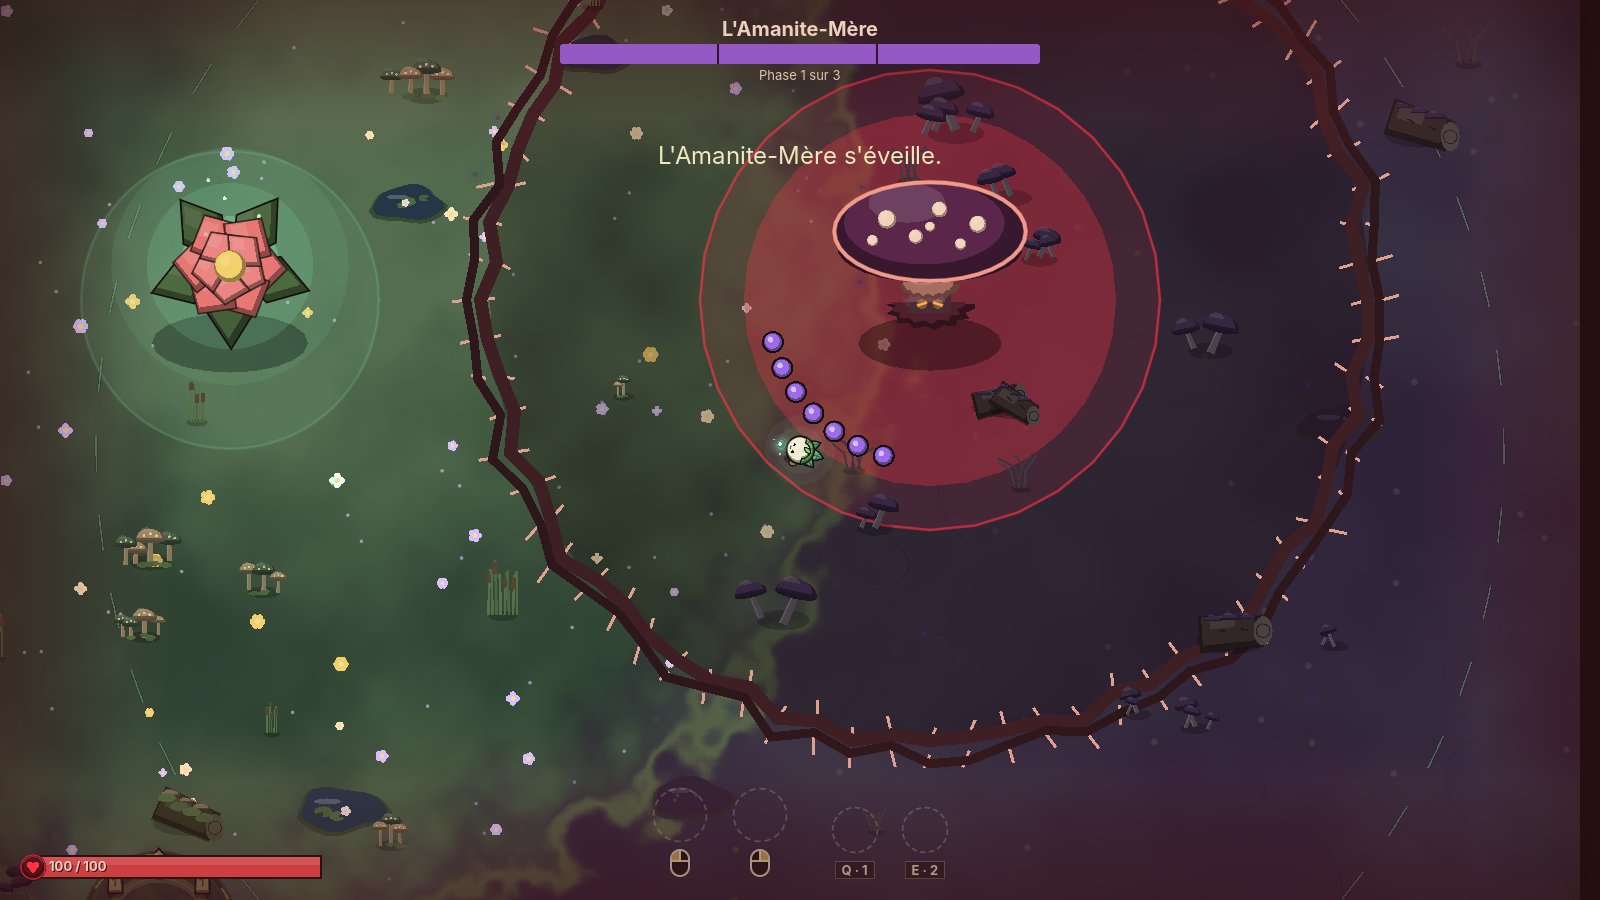 L'Amanite-Mère
Phase 1 sur 3
L'Amanite-Mère s'éveille.
100 / 100
Q · 1
E · 2